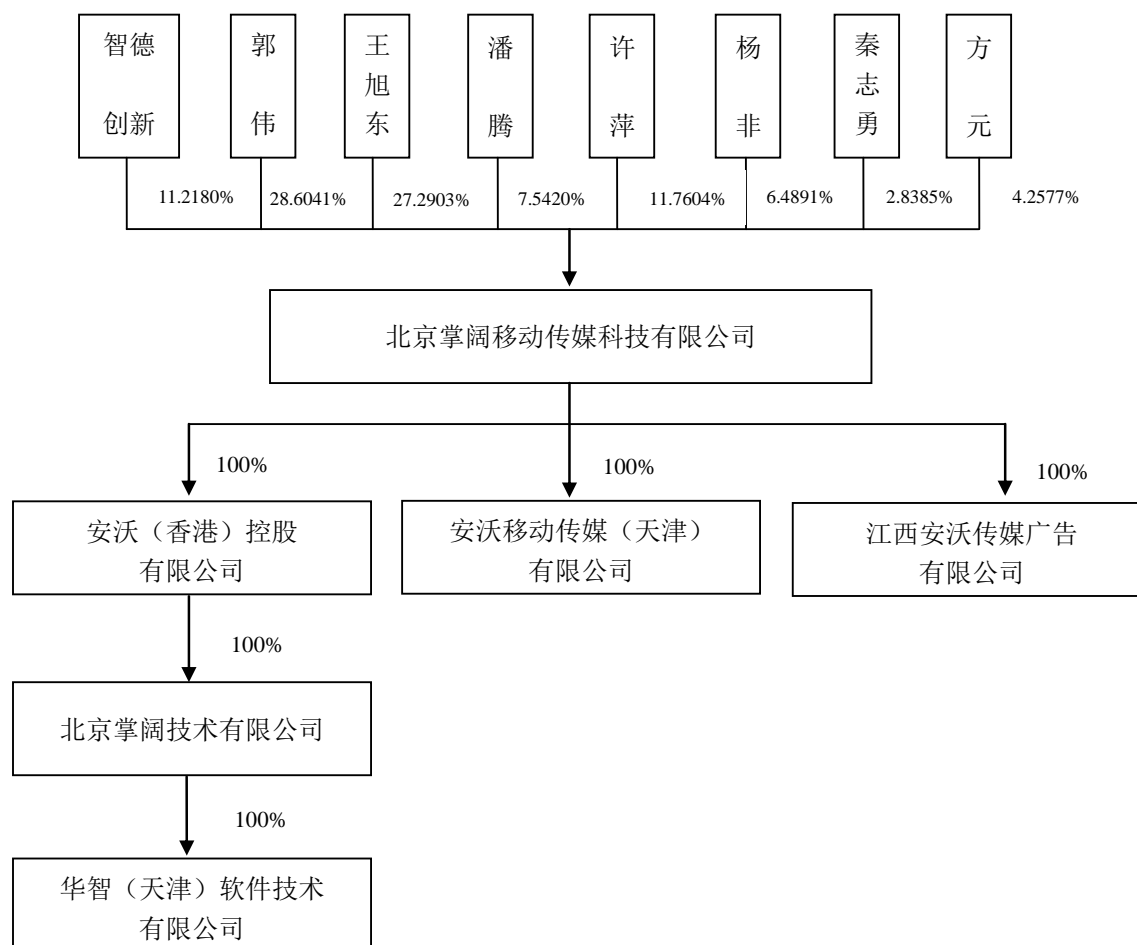 智德 创新
郭伟
王旭东
潘腾
许萍
杨非
秦志勇
方元
11.2180%
28.6041%
27.2903%
7.5420%
11.7604%
6.4891%
2.8385%
4.2577%
北京掌阔移动传媒科技有限公司
100%
100%
100%
安沃（香港）控股
有限公司
安沃移动传媒（天津）
有限公司
江西安沃传媒广告
有限公司
100%
北京掌阔技术有限公司
100%
华智（天津）软件技术
有限公司